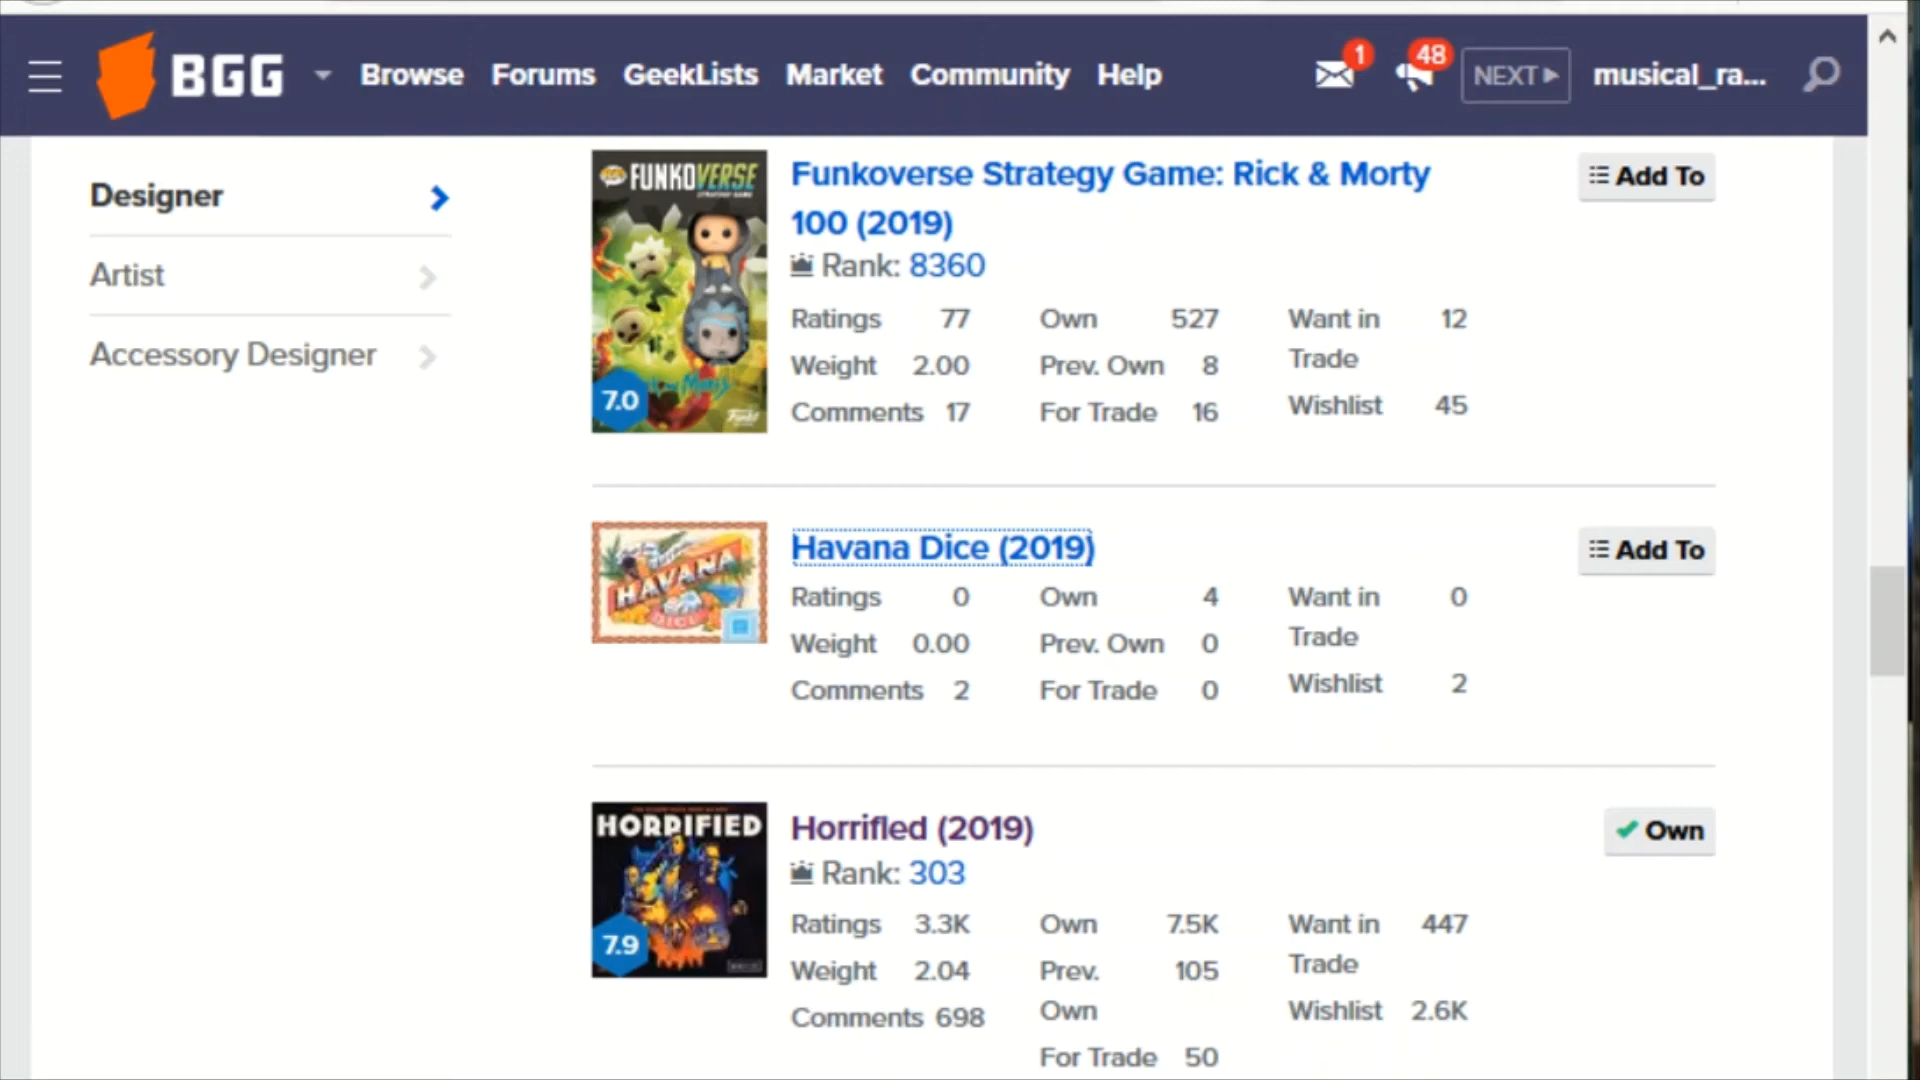 BGG Browse Forums GeekLists Market Community Help 1 48 NEXT musical_ra...
Designer
Artist
Accessory Designer
FUNKOVERSE
STRATEGY GAME
7.0
Funko
Funkoverse Strategy Game: Rick & Morty
100 (2019)
Rank: 8360
Add To
Ratings 77 Own 527 Want in 12
Trade
Weight 2.00 Prev. Own 8
Comments 17 For Trade 16 Wishlist 45
HAVANA
DICE
Havana Dice (2019)
Add To
Ratings 0 Own 4 Want in 0
Trade
Weight 0.00 Prev. Own 0
Comments 2 For Trade 0 Wishlist 2
HORRIFIED
7.9
Horrified (2019)
Rank: 303
Own
Ratings 3.3K Own 7.5K Want in 447
Trade
Weight 2.04 Prev. 105
Own
Comments 698 Wishlist 2.6K
For Trade 50